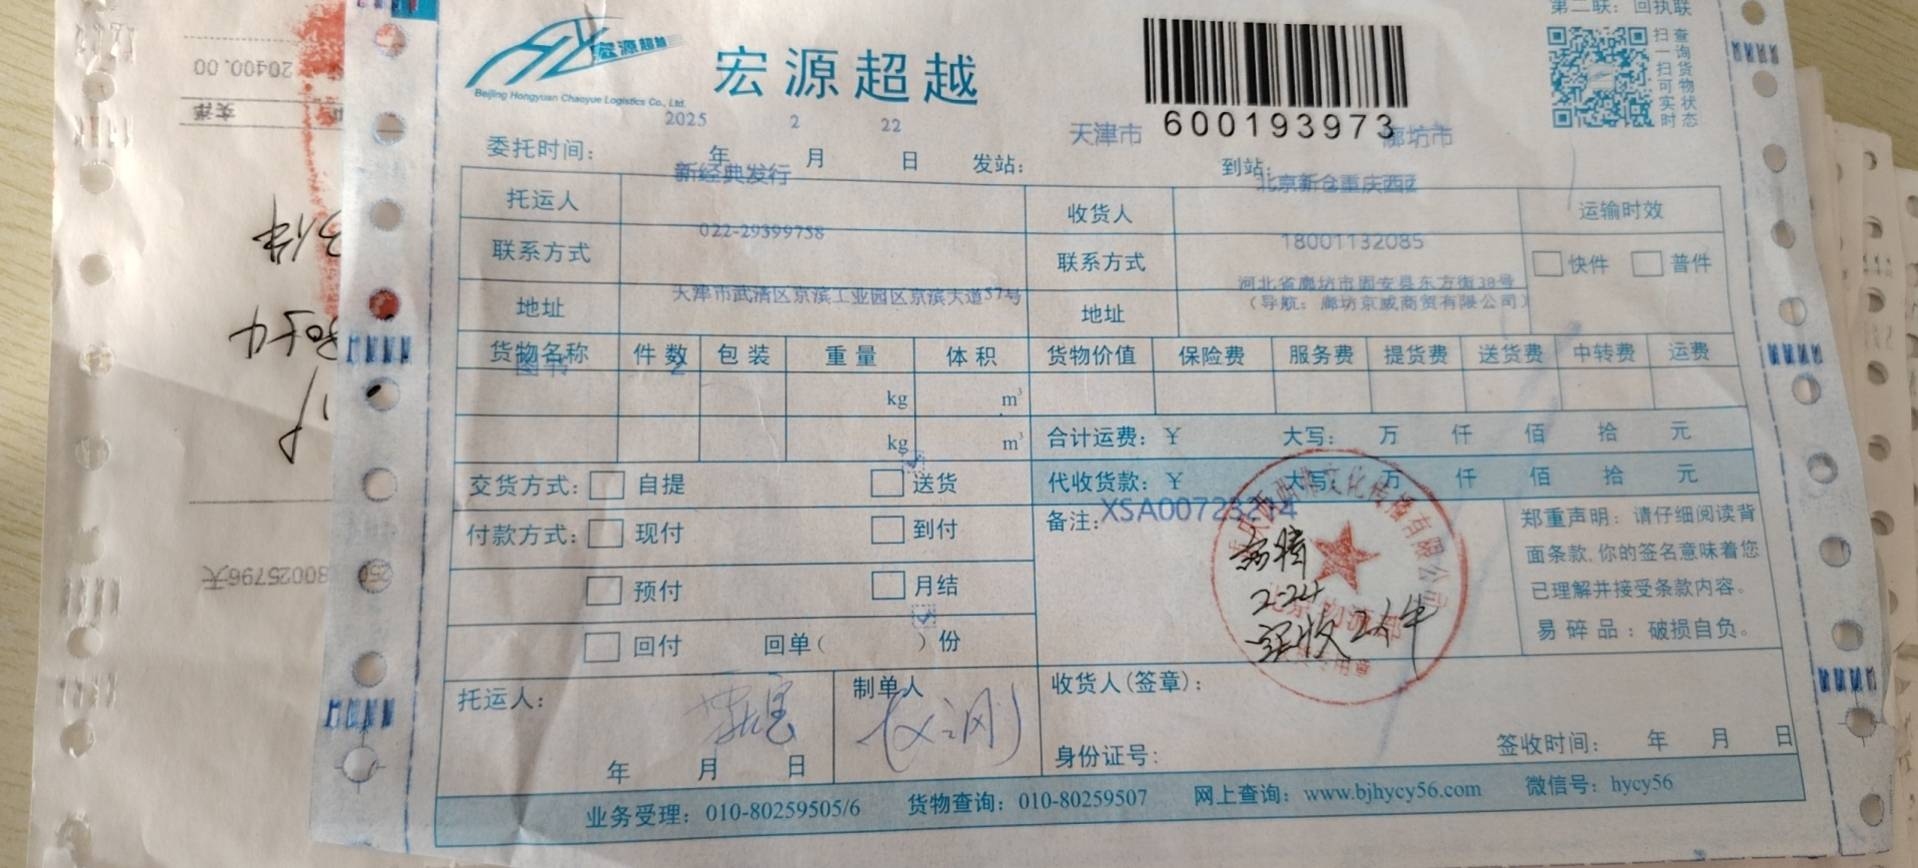 第二联：回执联
宏源超越
Beijing Hongyuan Chaoyue Logistics Co., Ltd.
宏源超越
600193973
扫一扫可实时
查询货物状态
委托时间： 2025 年 2 月 22 日 发站： 天津市 到站： 廊坊市
托运人 新经典发行 收货人 北京新仓重庆西西 运输时效
联系方式 022-29399758 联系方式 18001132085 快件 普件
地址 天津市武清区京滨工业园区京滨大道57号 地址 河北省廊坊市固安县东方街38号
（导航：廊坊京威商贸有限公司）
货物名称 件数 包装 重量 体积 货物价值 保险费 服务费 提货费 送货费 中转费 运费
图书 2
kg m³
kg m³ 合计运费：￥ 大写： 万 仟 佰 拾 元
交货方式： 自提 送货 代收货款：￥ 大写： 万 仟 佰 拾 元
付款方式： 现付 到付 备注：
预付 月结
回付 回单（ ）份
2-24
实收2件
郑重声明：请仔细阅读背
面条款，你的签名意味着您
已理解并接受条款内容。
易碎品：破损自负。
托运人： 制单人 收货人（签章）：
年 月 日 身份证号： 签收时间： 年 月 日
业务受理：010-80259505/6 货物查询：010-80259507 网上查询：www.bjhycy56.com 微信号：hycy56
20400.00